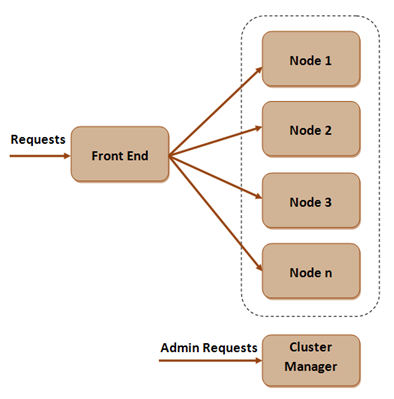 Node 1
Node 2
Requests
Front End
Node 3
Node n
Admin Requests
Cluster
Manager